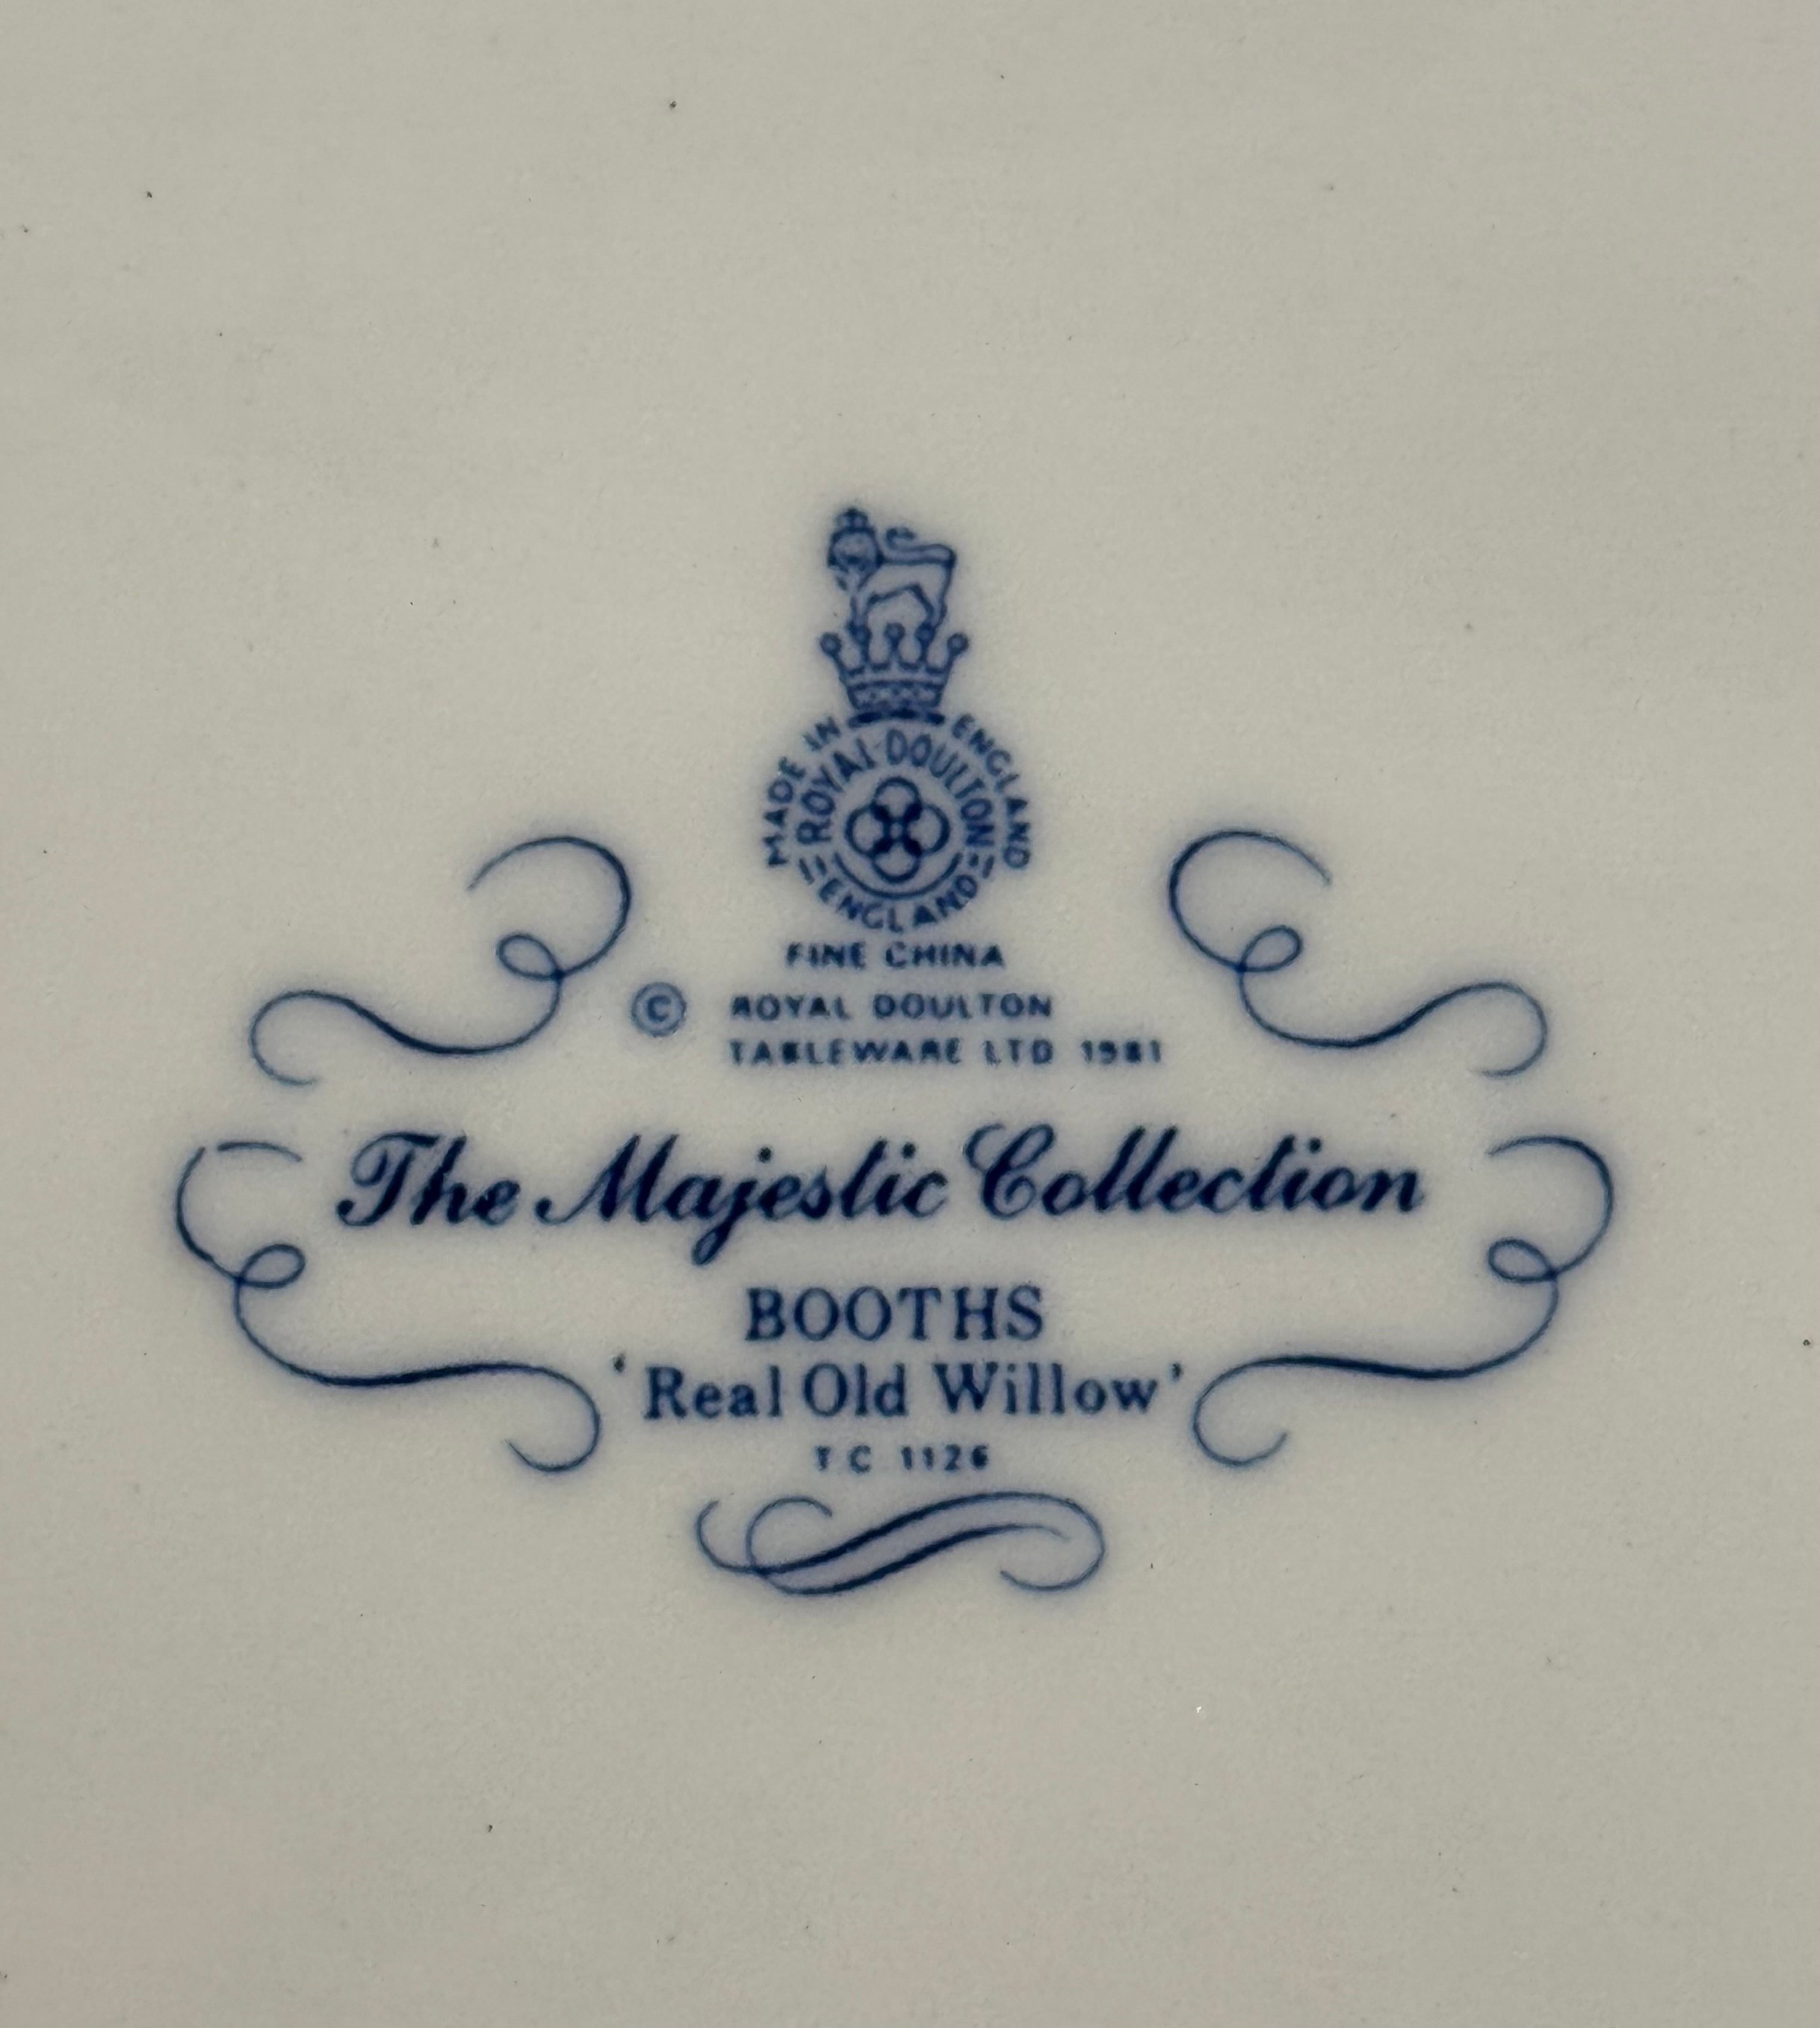 MADE IN ENGLAND
ROYAL DOULTON
ENGLAND
FINE CHINA
© ROYAL DOULTON
TABLEWARE LTD 1981
The Majestic Collection
BOOTHS
'Real Old Willow'
T C 1126